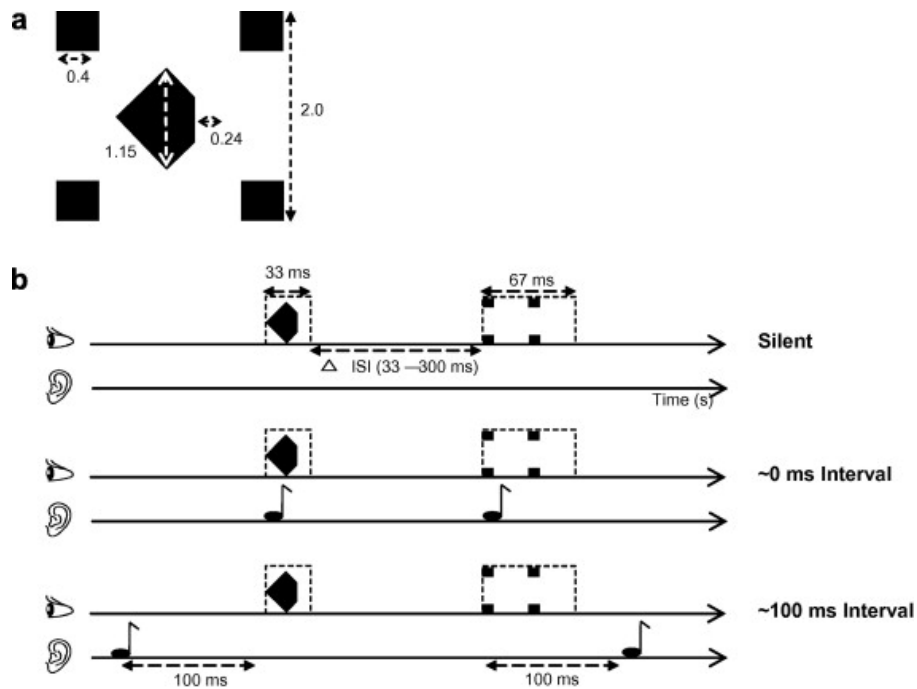 a
0.4
2.0
0.24
1.15
b
33 ms
67 ms
Silent
△ ISI (33 —300 ms)
Time (s)
~0 ms Interval
~100 ms Interval
100 ms
100 ms